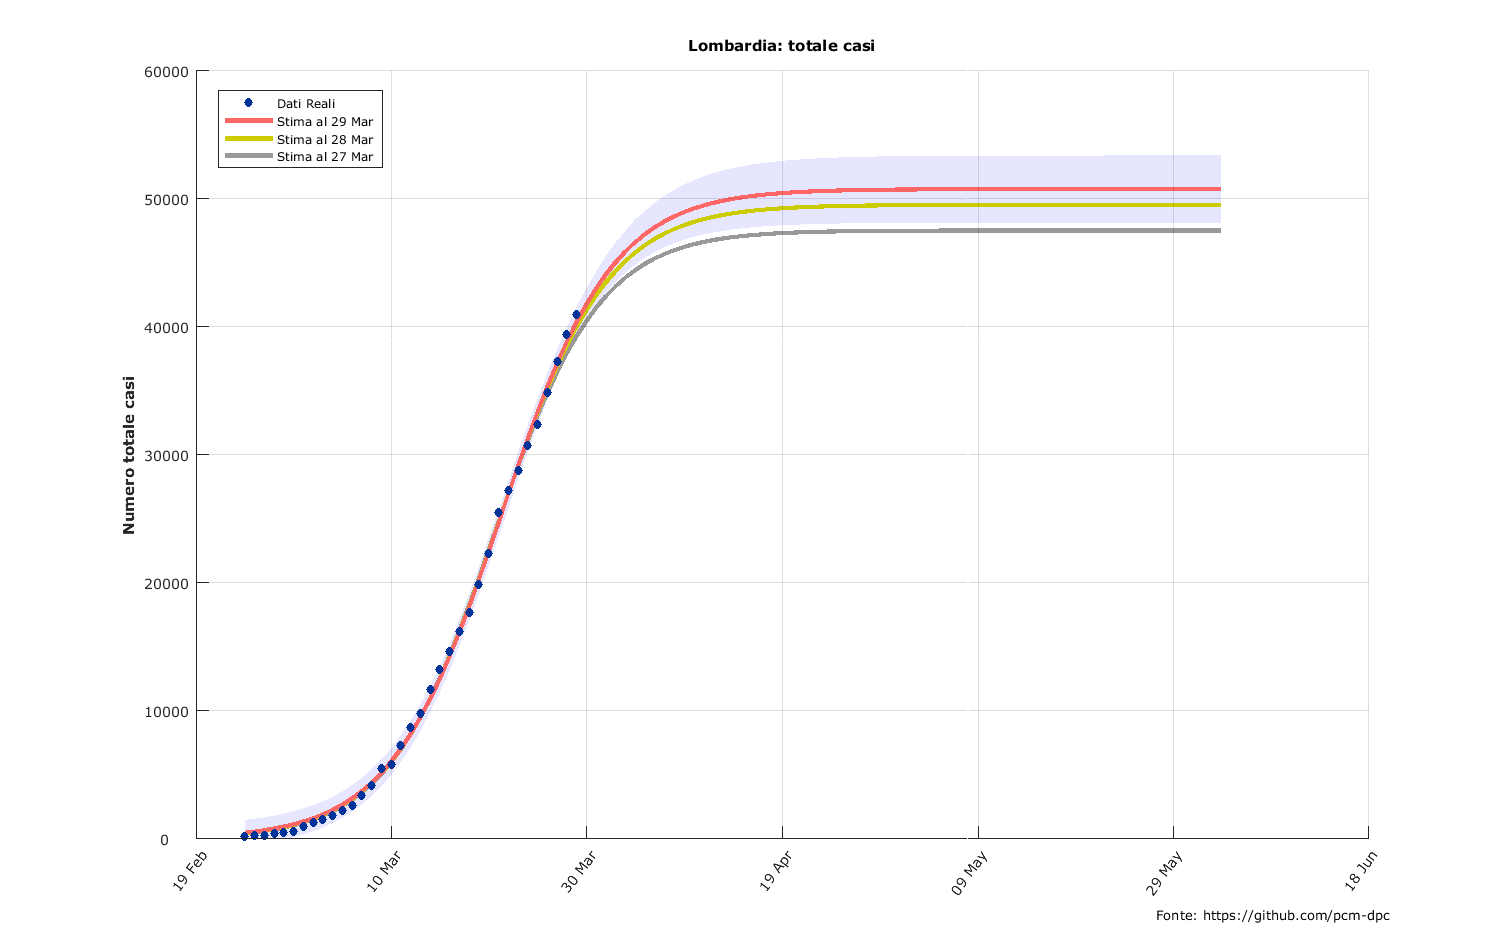 Lombardia: totale casi
60000
50000
40000
30000
20000
10000
0
Dati Reali
Stima al 29 Mar
Stima al 28 Mar
Stima al 27 Mar
Numero totale casi
19 Feb
10 Mar
30 Mar
19 Apr
09 May
29 May
18 Jun
Fonte: https://github.com/pcm-dpc